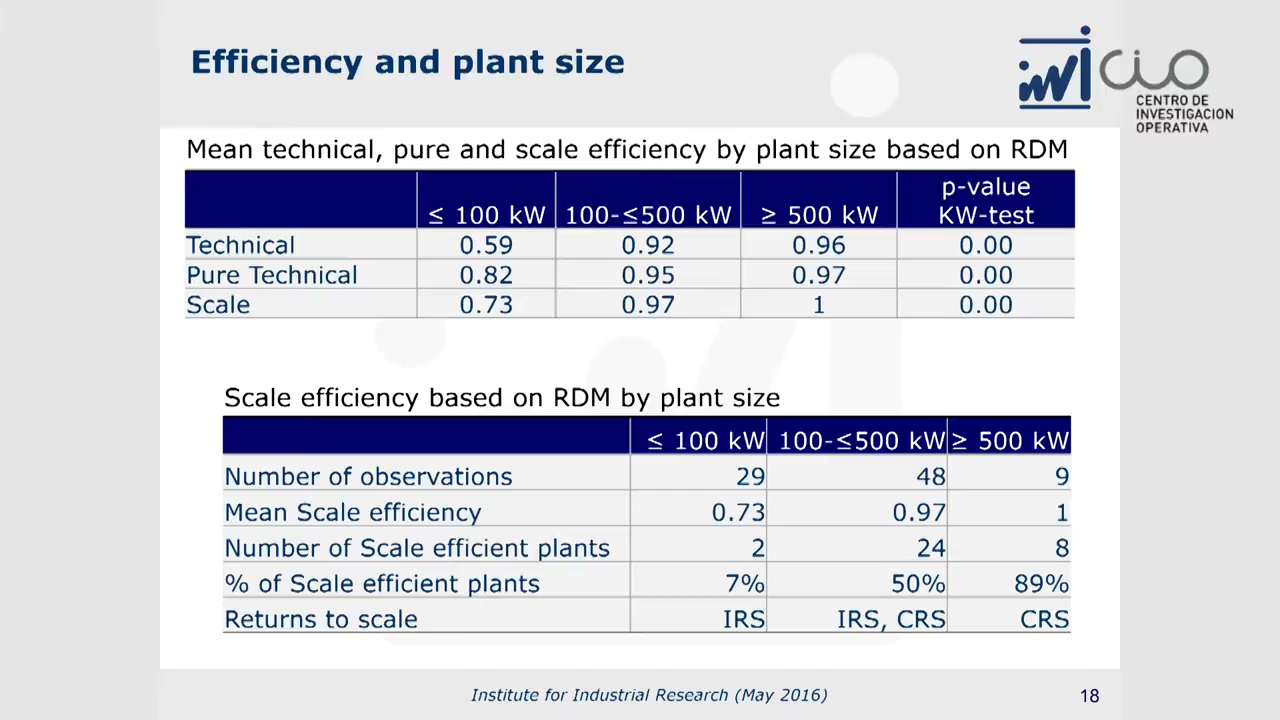 Efficiency and plant size
CIO
CENTRO DE
INVESTIGACION
OPERATIVA
Mean technical, pure and scale efficiency by plant size based on RDM
≤ 100 kW 100-≤500 kW ≥ 500 kW p-value KW-test
Technical 0.59 0.92 0.96 0.00
Pure Technical 0.82 0.95 0.97 0.00
Scale 0.73 0.97 1 0.00
Scale efficiency based on RDM by plant size
≤ 100 kW 100-≤500 kW ≥ 500 kW
Number of observations 29 48 9
Mean Scale efficiency 0.73 0.97 1
Number of Scale efficient plants 2 24 8
% of Scale efficient plants 7% 50% 89%
Returns to scale IRS IRS, CRS CRS
Institute for Industrial Research (May 2016)
18